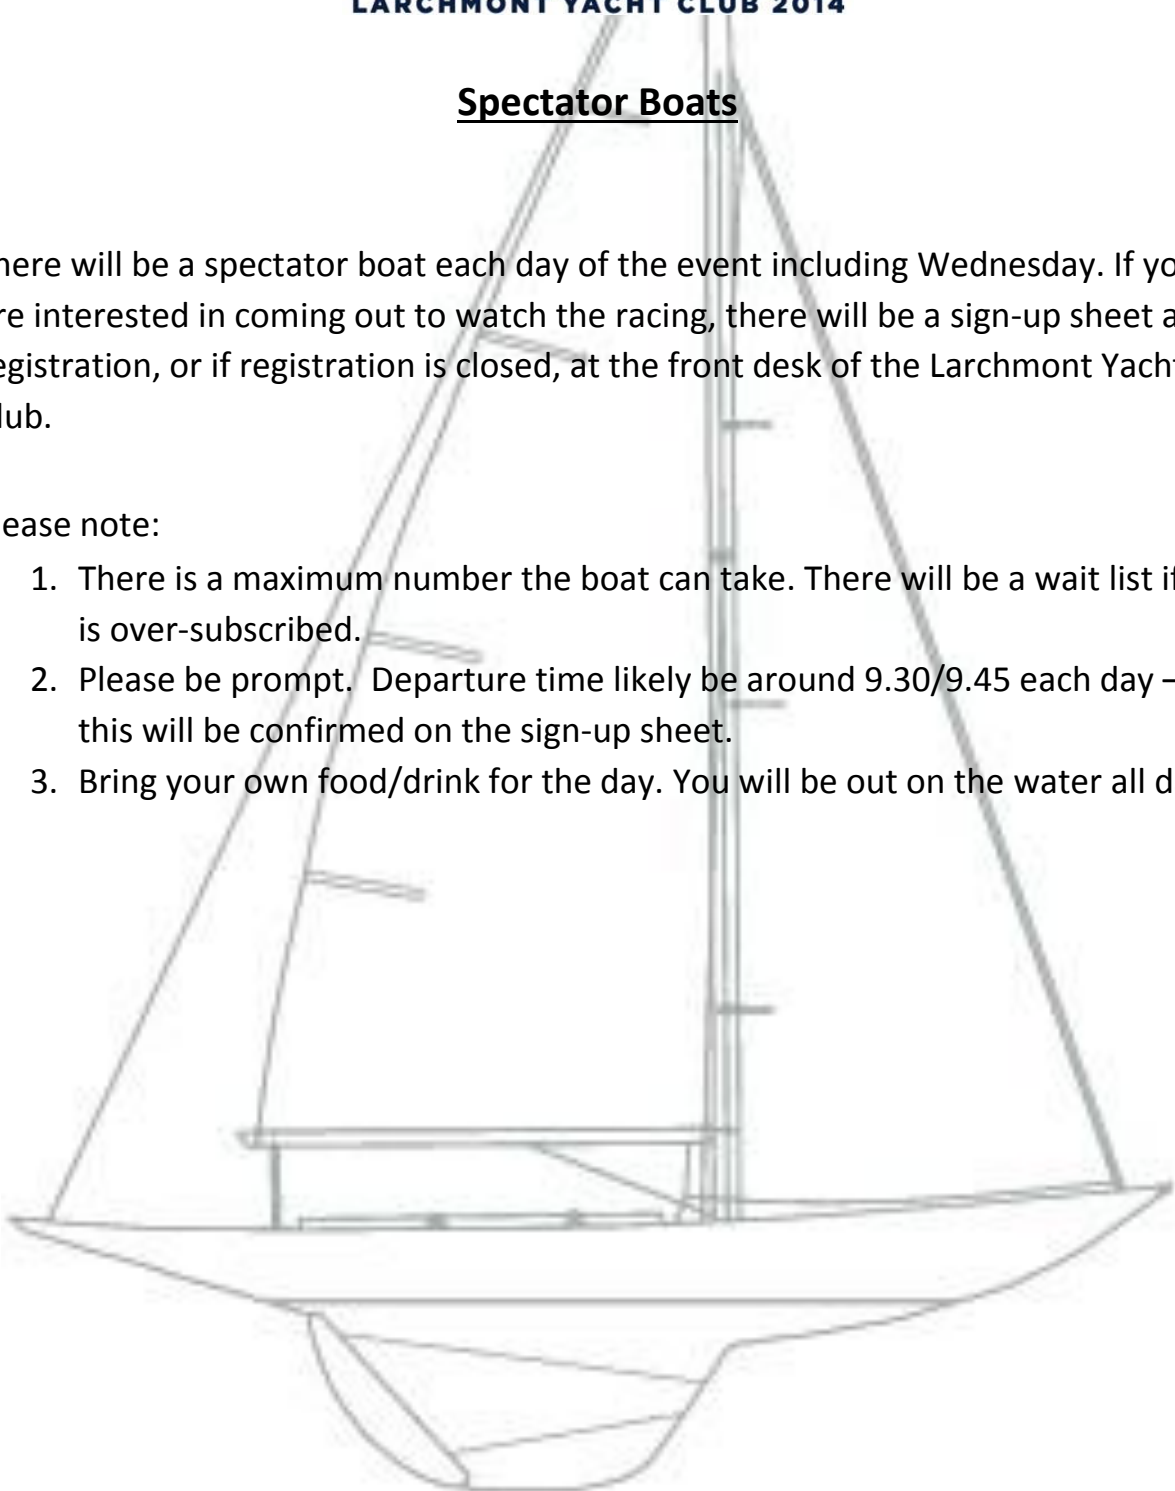 LARCHMONT YACHT CLUB 2014
Spectator Boats
here will be a spectator boat each day of the event including Wednesday. If yo
re interested in coming out to watch the racing, there will be a sign-up sheet a
egistration, or if registration is closed, at the front desk of the Larchmont Yacht
lub.
ease note:
1. There is a maximum number the boat can take. There will be a wait list if
is over-subscribed.
2. Please be prompt.  Departure time likely be around 9.30/9.45 each day –
this will be confirmed on the sign-up sheet.
3. Bring your own food/drink for the day. You will be out on the water all d